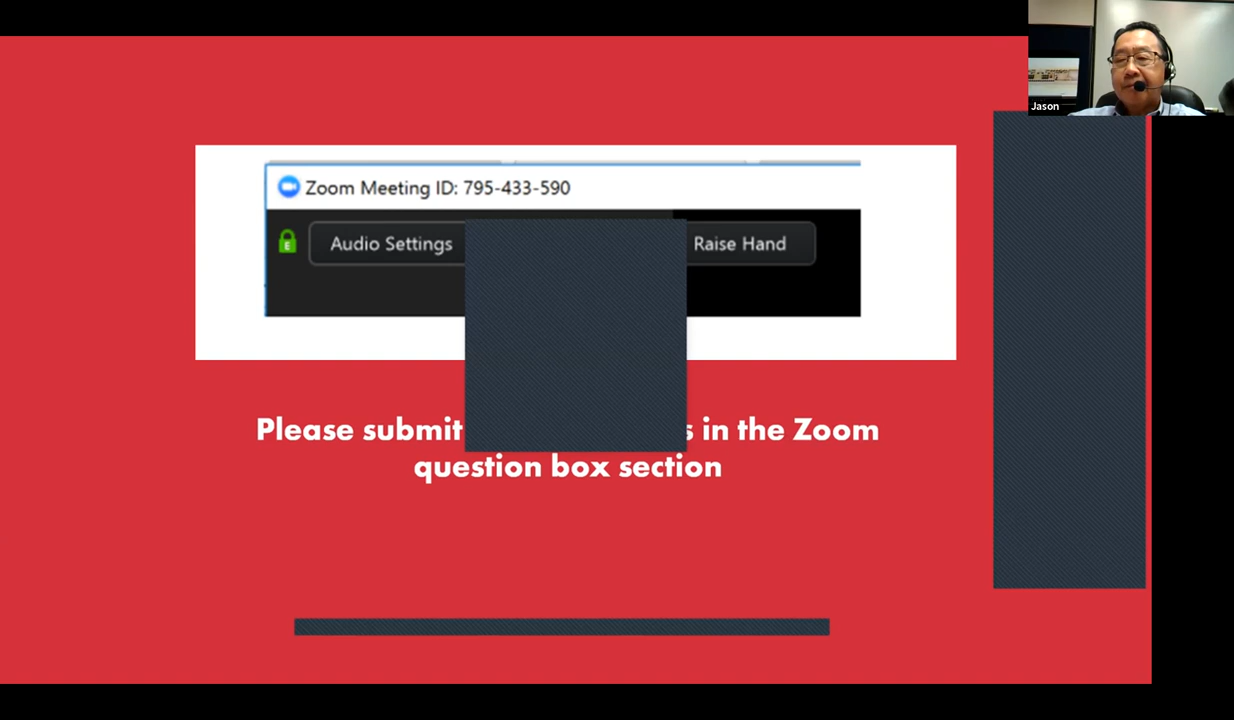 Jason
Zoom Meeting ID: 795-433-590
E
Audio Settings
Raise Hand
Please submit s in the Zoom
question box section